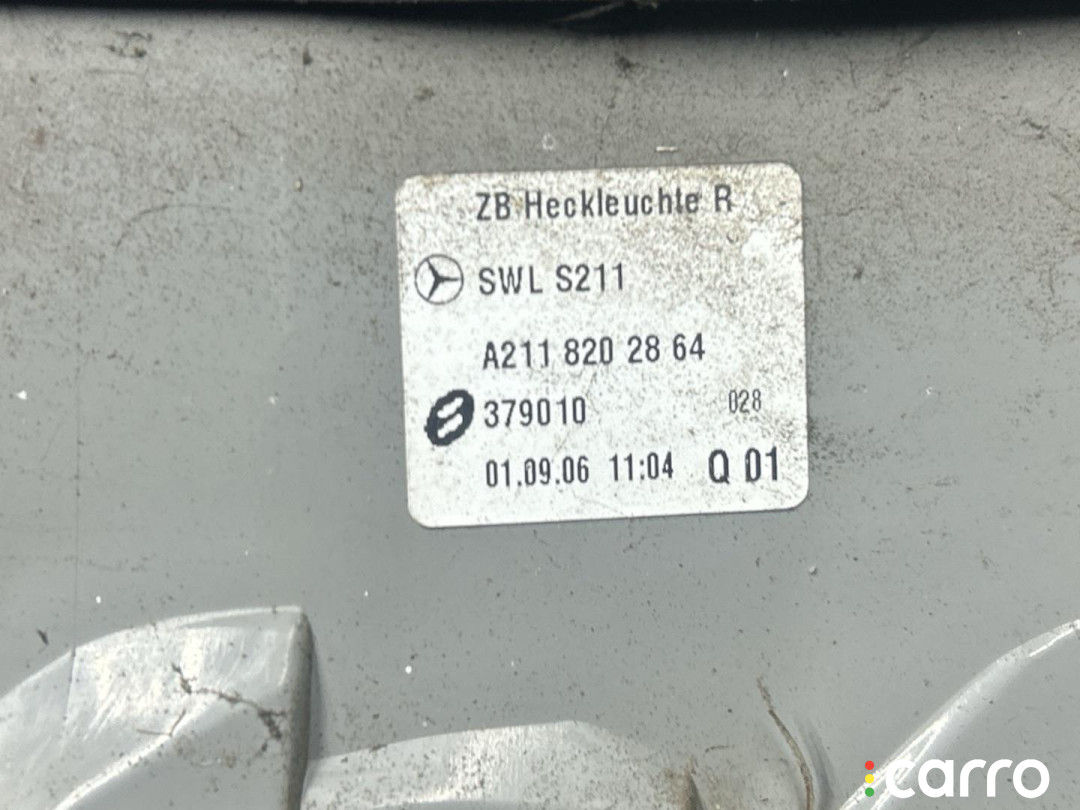 ZB Heckleuchte R
SWL S211
A211 820 28 64
379010 028
01.09.06 11:04 Q 01
carro